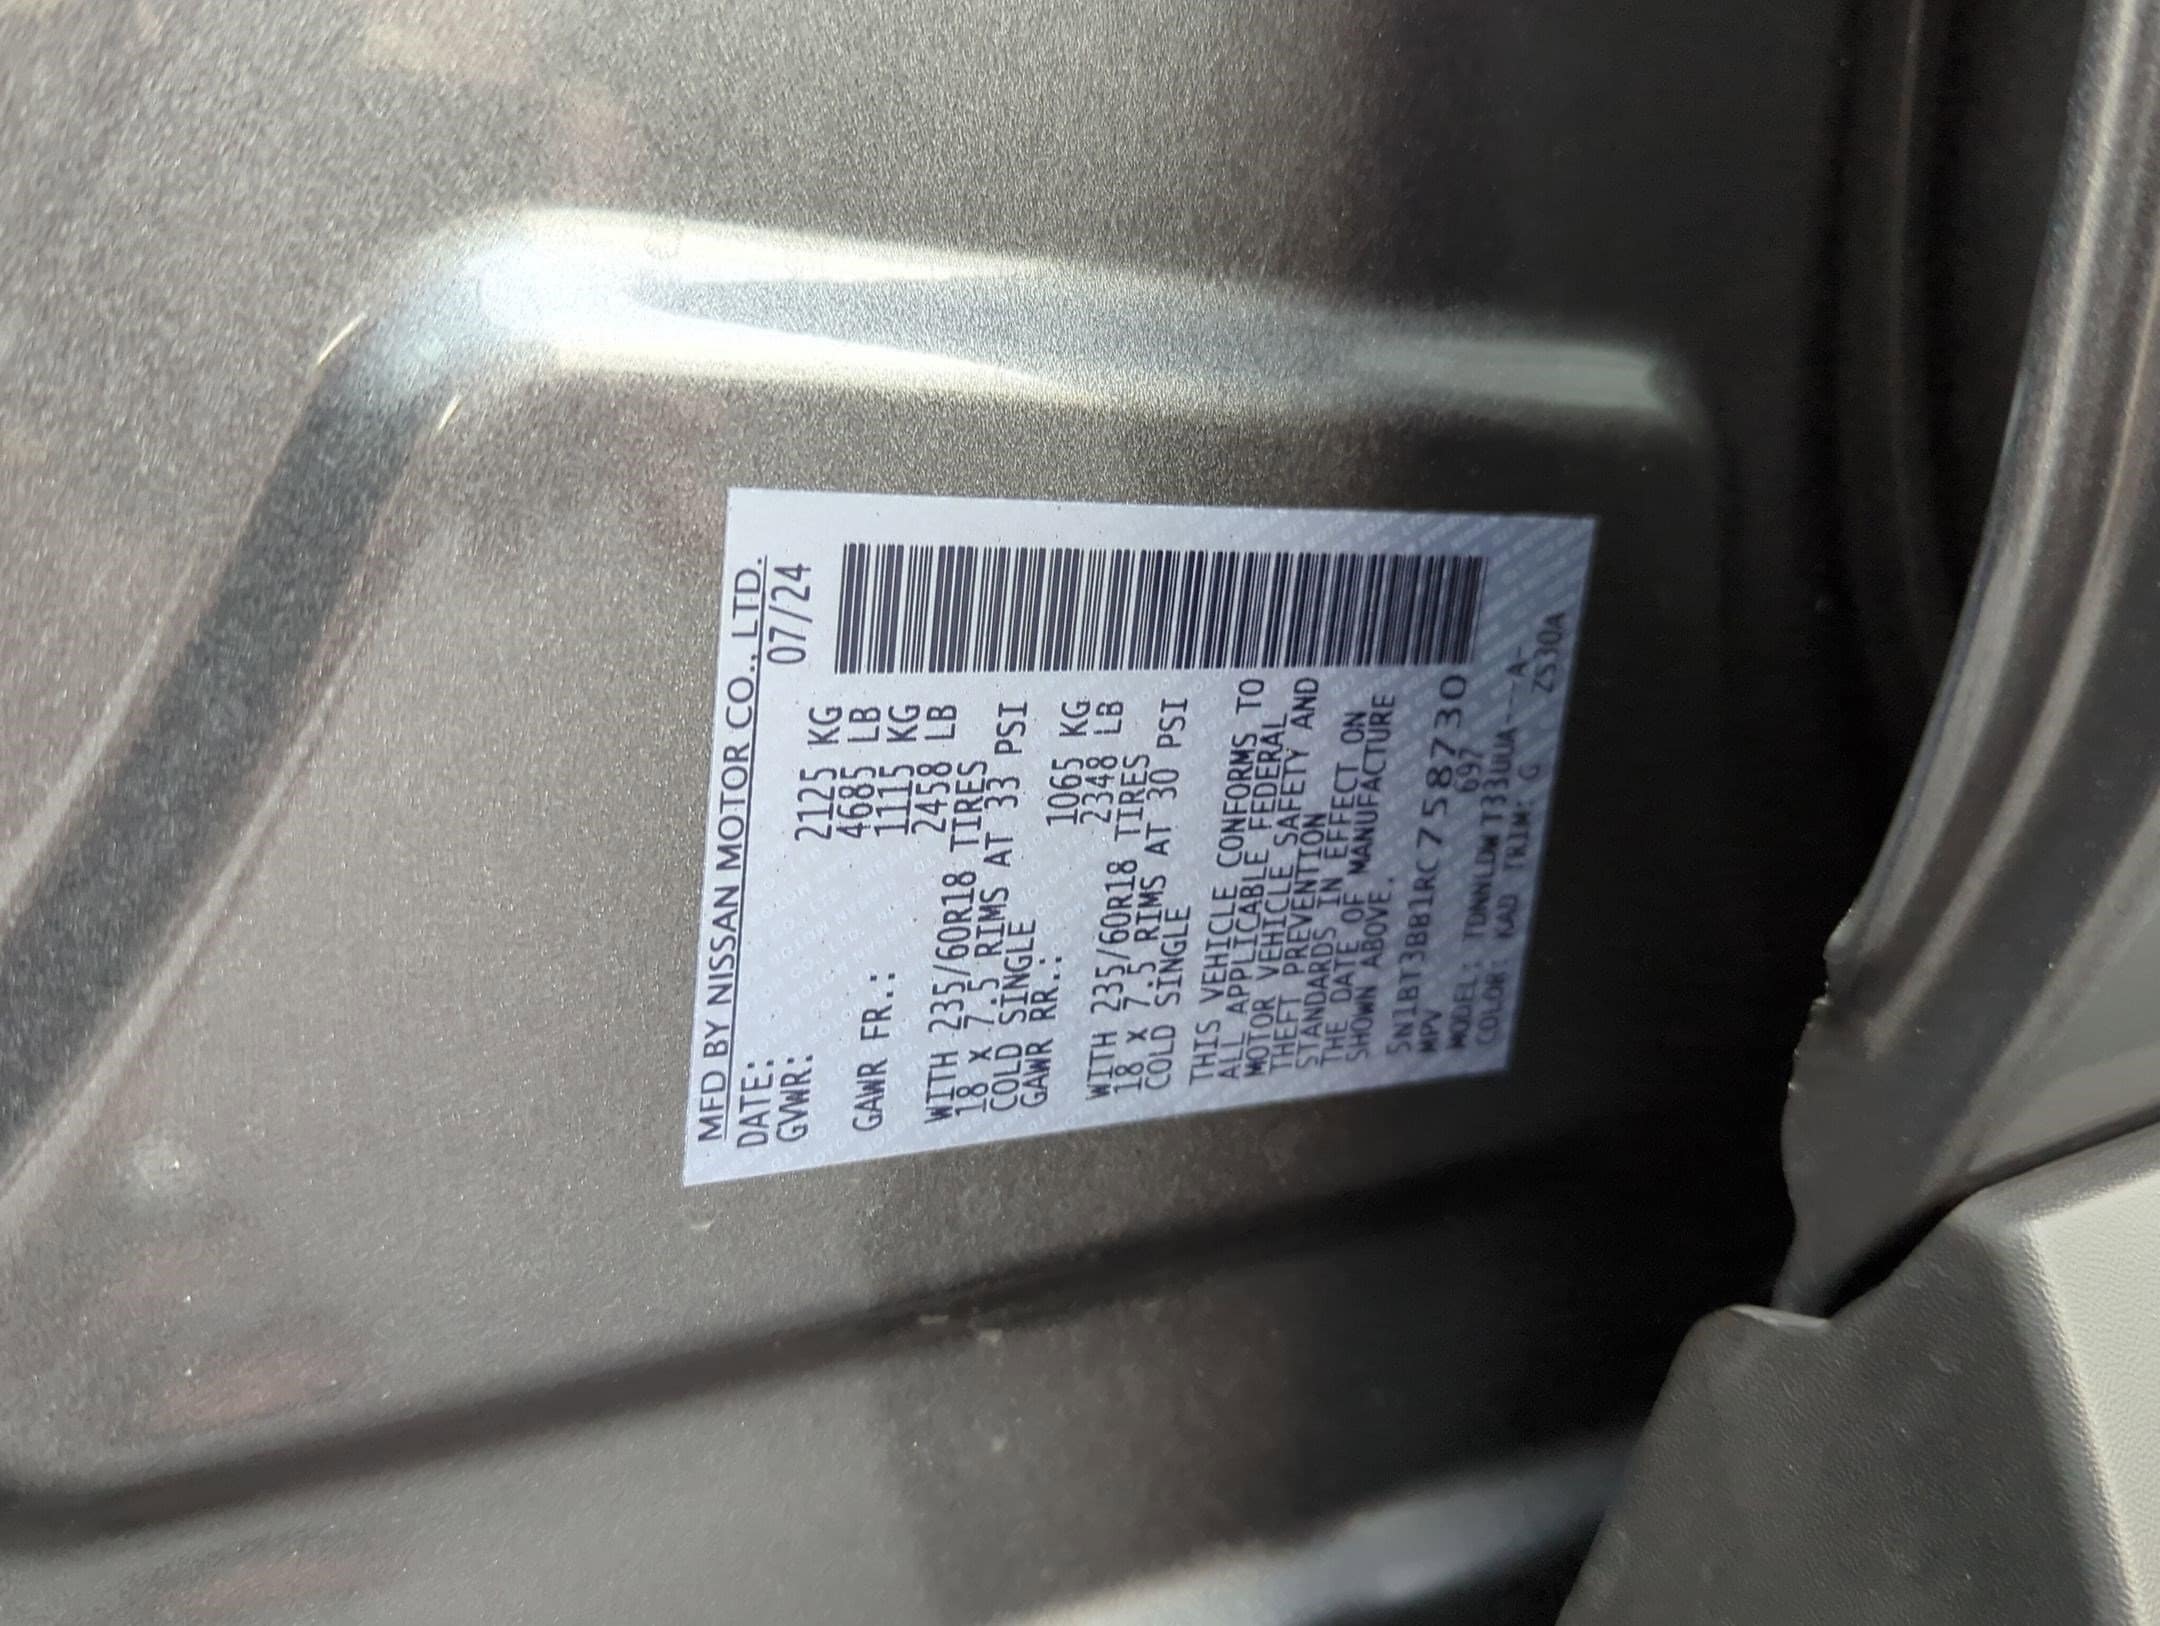 MFD BY NISSAN MOTOR CO., LTD.
DATE: 07/24
GVWR: 2125 KG
4685 LB
GAWR FR.: 1115 KG
2458 LB
WITH 235/60R18 TIRES
18 X 7.5 RIMS AT 33 PSI
COLD SINGLE
GAWR RR.: 1065 KG
2348 LB
WITH 235/60R18 TIRES
18 X 7.5 RIMS AT 30 PSI
COLD SINGLE
THIS VEHICLE CONFORMS TO
ALL APPLICABLE FEDERAL
MOTOR VEHICLE SAFETY AND
THEFT PREVENTION
STANDARDS IN EFFECT ON
THE DATE OF MANUFACTURE
SHOWN ABOVE.
5N1BT3BB1RC758730
MPV 697
MODEL: TDNNLDWT33UUA---A-
COLOR: KAD TRIM: G ZS30A